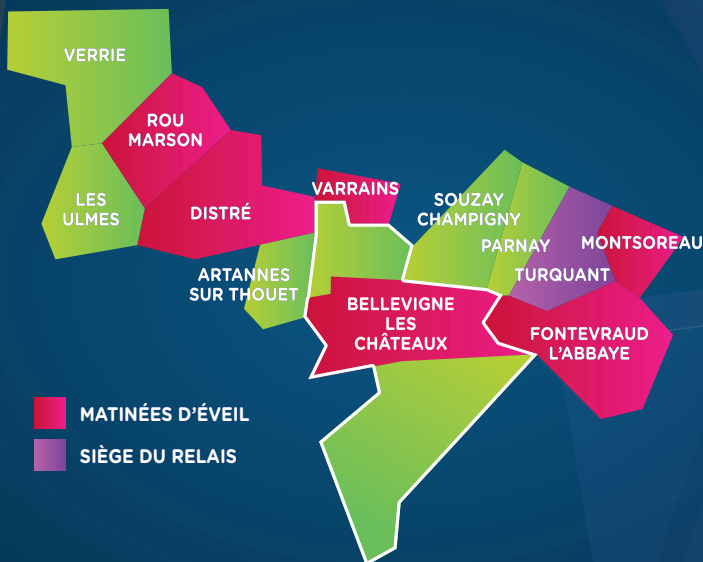 VERRIE
ROU
MARSON
LES
ULMES
DISTRÉ
VARRAINS
SOUZAY
CHAMPIGNY
PARNAY
MONTSOREAU
TURQUANT
ARTANNES
SUR THOUET
BELLEVIGNE
LES
CHÂTEAUX
FONTEVRAUD
L'ABBAYE
MATINÉES D'ÉVEIL
SIÈGE DU RELAIS